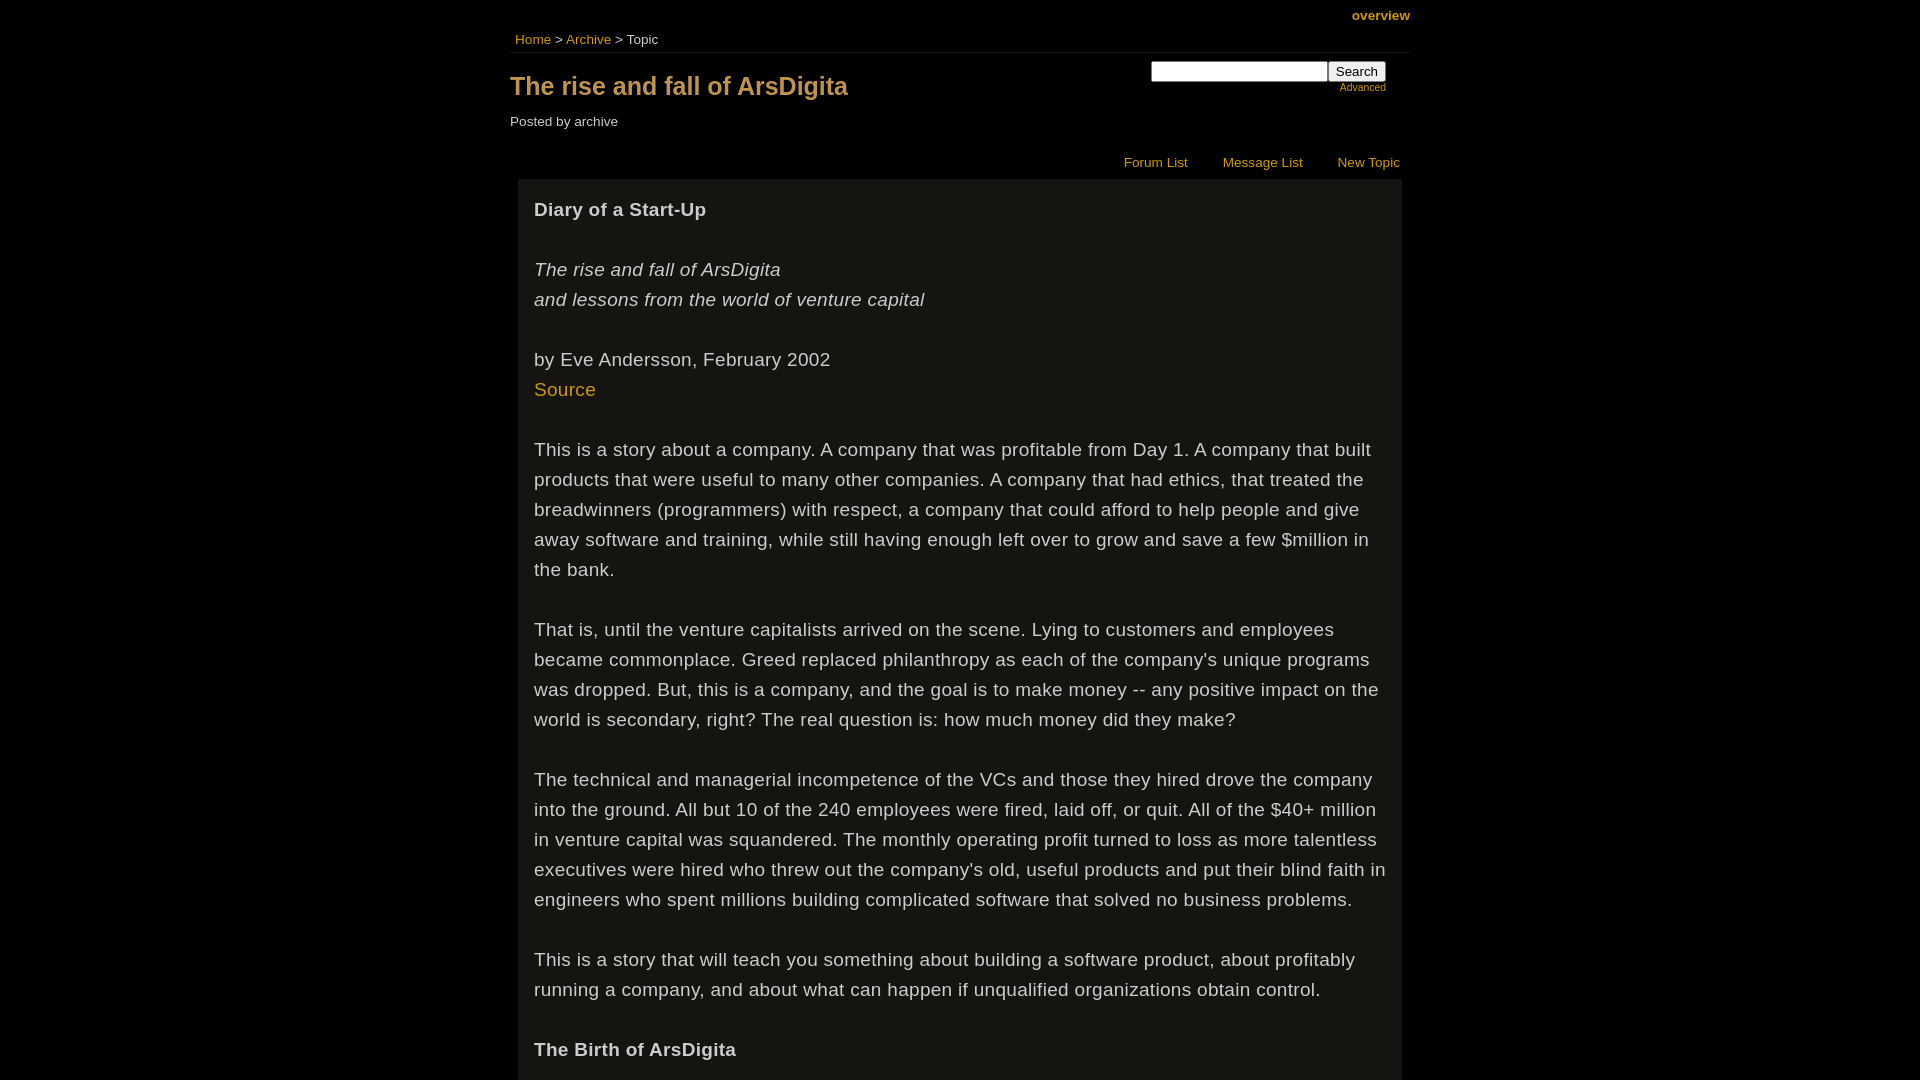 overview
Home > Archive > Topic
The rise and fall of ArsDigita
Search
Advanced
Posted by archive
Forum List
Message List
New Topic
Diary of a Start-Up
The rise and fall of ArsDigita
and lessons from the world of venture capital
by Eve Andersson, February 2002
Source
This is a story about a company. A company that was profitable from Day 1. A company that built
products that were useful to many other companies. A company that had ethics, that treated the
breadwinners (programmers) with respect, a company that could afford to help people and give
away software and training, while still having enough left over to grow and save a few $million in
the bank.
That is, until the venture capitalists arrived on the scene. Lying to customers and employees
became commonplace. Greed replaced philanthropy as each of the company's unique programs
was dropped. But, this is a company, and the goal is to make money -- any positive impact on the
world is secondary, right? The real question is: how much money did they make?
The technical and managerial incompetence of the VCs and those they hired drove the company
into the ground. All but 10 of the 240 employees were fired, laid off, or quit. All of the $40+ million
in venture capital was squandered. The monthly operating profit turned to loss as more talentless
executives were hired who threw out the company's old, useful products and put their blind faith in
engineers who spent millions building complicated software that solved no business problems.
This is a story that will teach you something about building a software product, about profitably
running a company, and about what can happen if unqualified organizations obtain control.
The Birth of ArsDigita